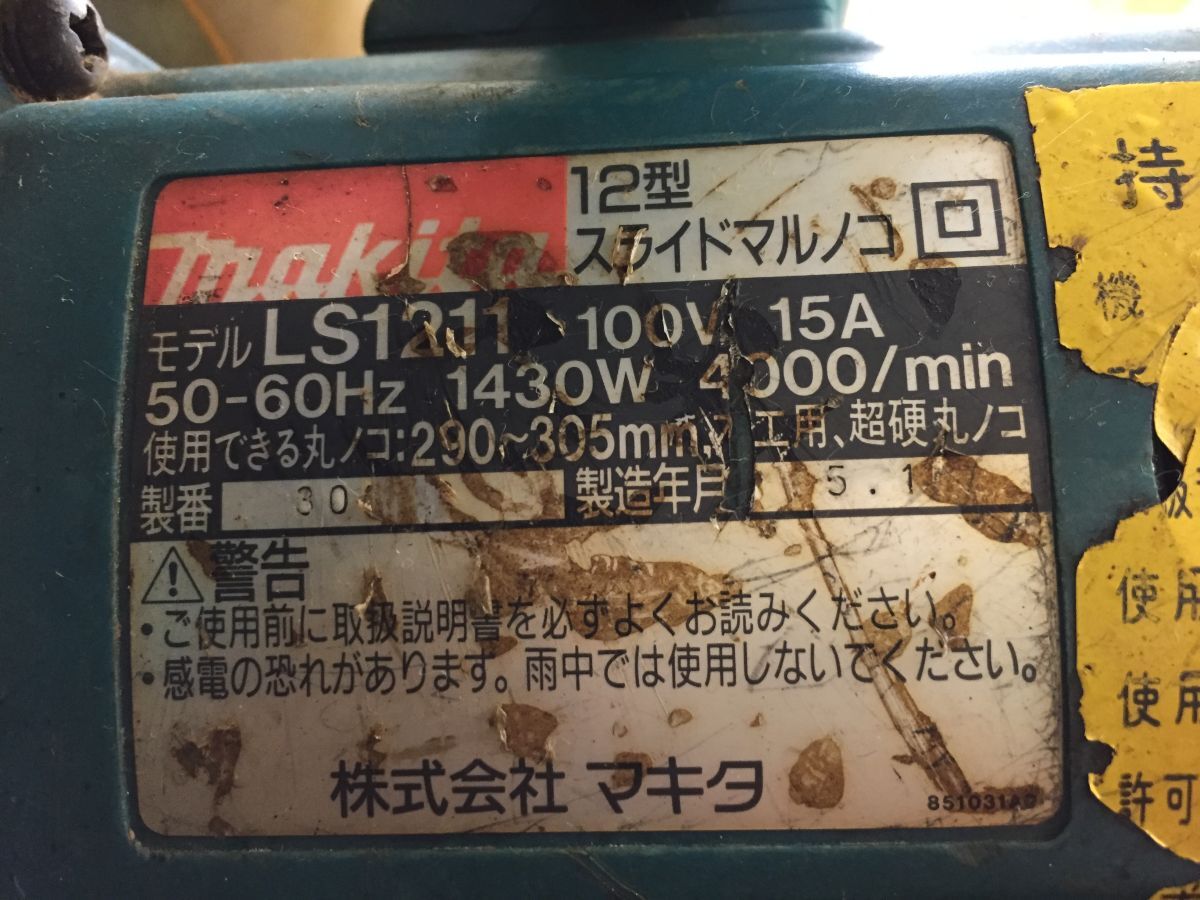 makita
12型
スライドマルノコ
モデル LS1211 100V 15A
50-60Hz 1430W 4000/min
使用できる丸ノコ:290~305mm、 工用、超硬丸ノコ
製番 30 製造年月 5.1
警告
・ご使用前に取扱説明書を必ずよくお読みください。
・感電の恐れがあります。雨中では使用しないでください。
株式会社 マキタ
持
機
使用
使用
許可